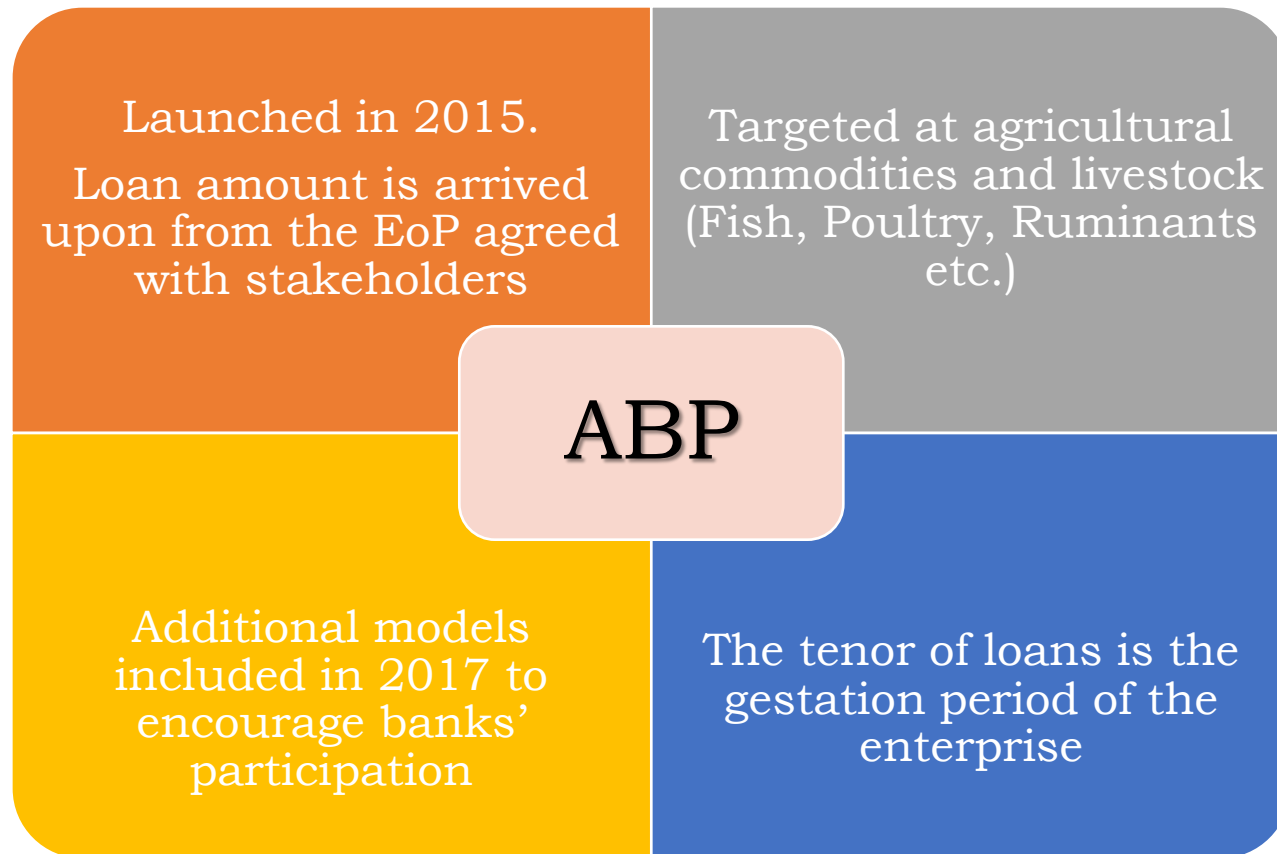 Launched in 2015.
Loan amount is arrived
upon from the EoP agreed
with stakeholders
Targeted at agricultural
commodities and livestock
(Fish, Poultry, Ruminants
etc.)
ABP
Additional models
included in 2017 to
encourage banks’
participation
The tenor of loans is the
gestation period of the
enterprise